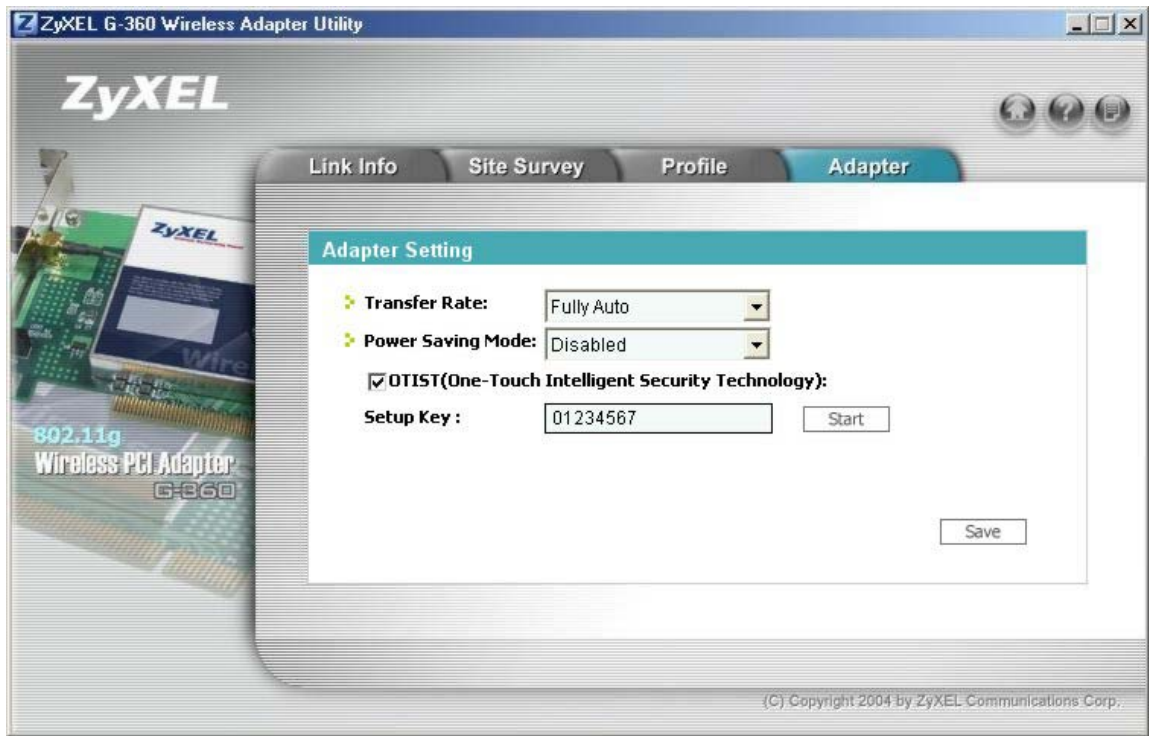 ZyXEL G-360 Wireless Adapter Utility
ZyXEL
Link Info Site Survey Profile Adapter
ZyXEL
Adapter Setting
Transfer Rate: Fully Auto
Power Saving Mode: Disabled
OTIST(One-Touch Intelligent Security Technology):
Setup Key : 01234567 Start
Wire
802.11g
Wireless PCI Adapter
G-360
Save
(C) Copyright 2004 by ZyXEL Communications Corp.